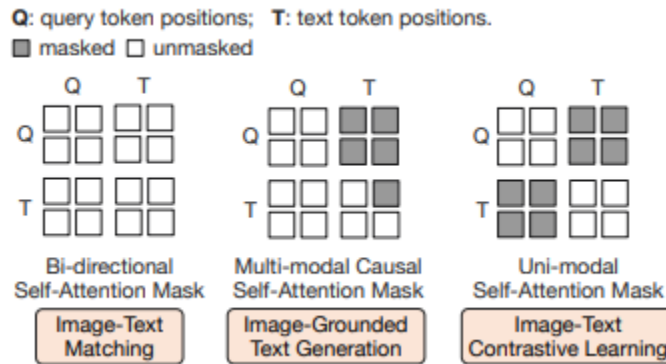 Q: query token positions; T: text token positions.
masked unmasked
Q T
Q
T
Bi-directional
Self-Attention Mask
Image-Text
Matching
Q T
Q
T
Multi-modal Causal
Self-Attention Mask
Image-Grounded
Text Generation
Q T
Q
T
Uni-modal
Self-Attention Mask
Image-Text
Contrastive Learning